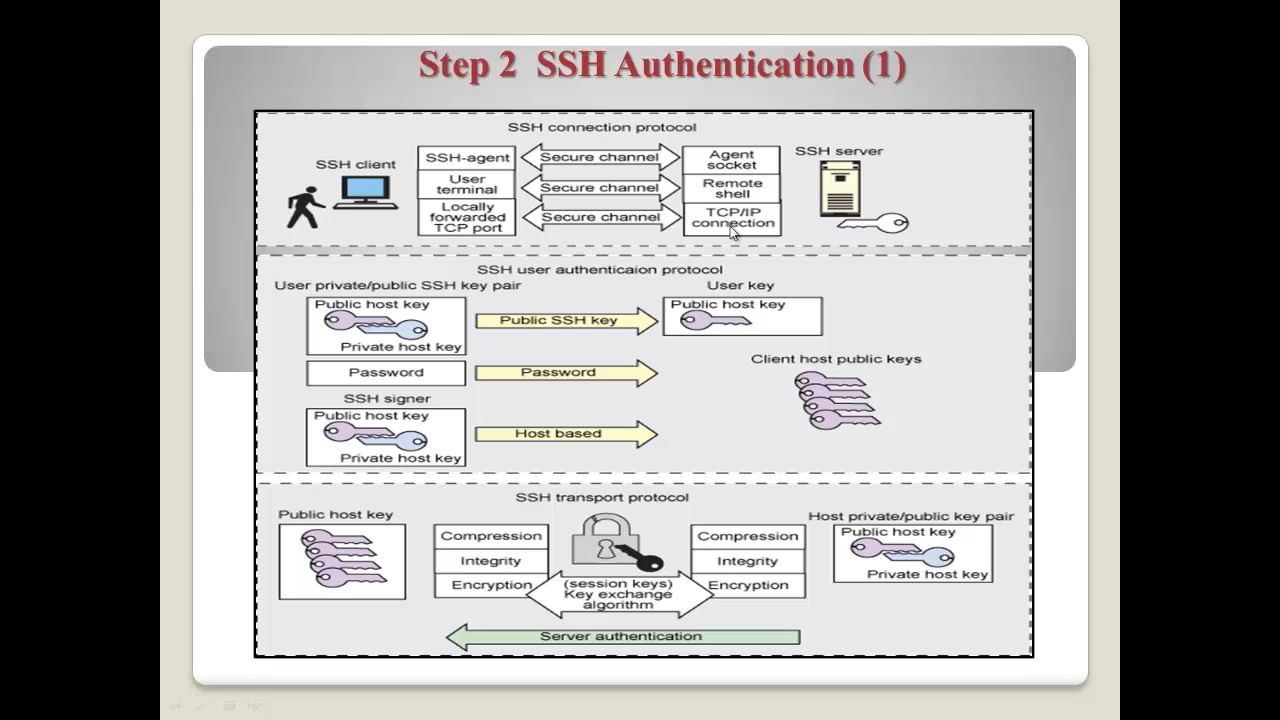 Step 2 SSH Authentication (1)
SSH connection protocol
SSH client
SSH-agent
Secure channel
Agent
socket
SSH server
User
terminal
Secure channel
Remote
shell
Locally
forwarded
TCP port
Secure channel
TCP/IP
connection
SSH user authenticaion protocol
User private/public SSH key pair
User key
Public host key
Private host key
Public SSH key
Public host key
Password
Password
Client host public keys
SSH signer
Public host key
Private host key
Host based
SSH transport protocol
Public host key
Compression
Integrity
Encryption
(session keys)
Key exchange
algorithm
Compression
Integrity
Encryption
Host private/public key pair
Public host key
Private host key
Server authentication